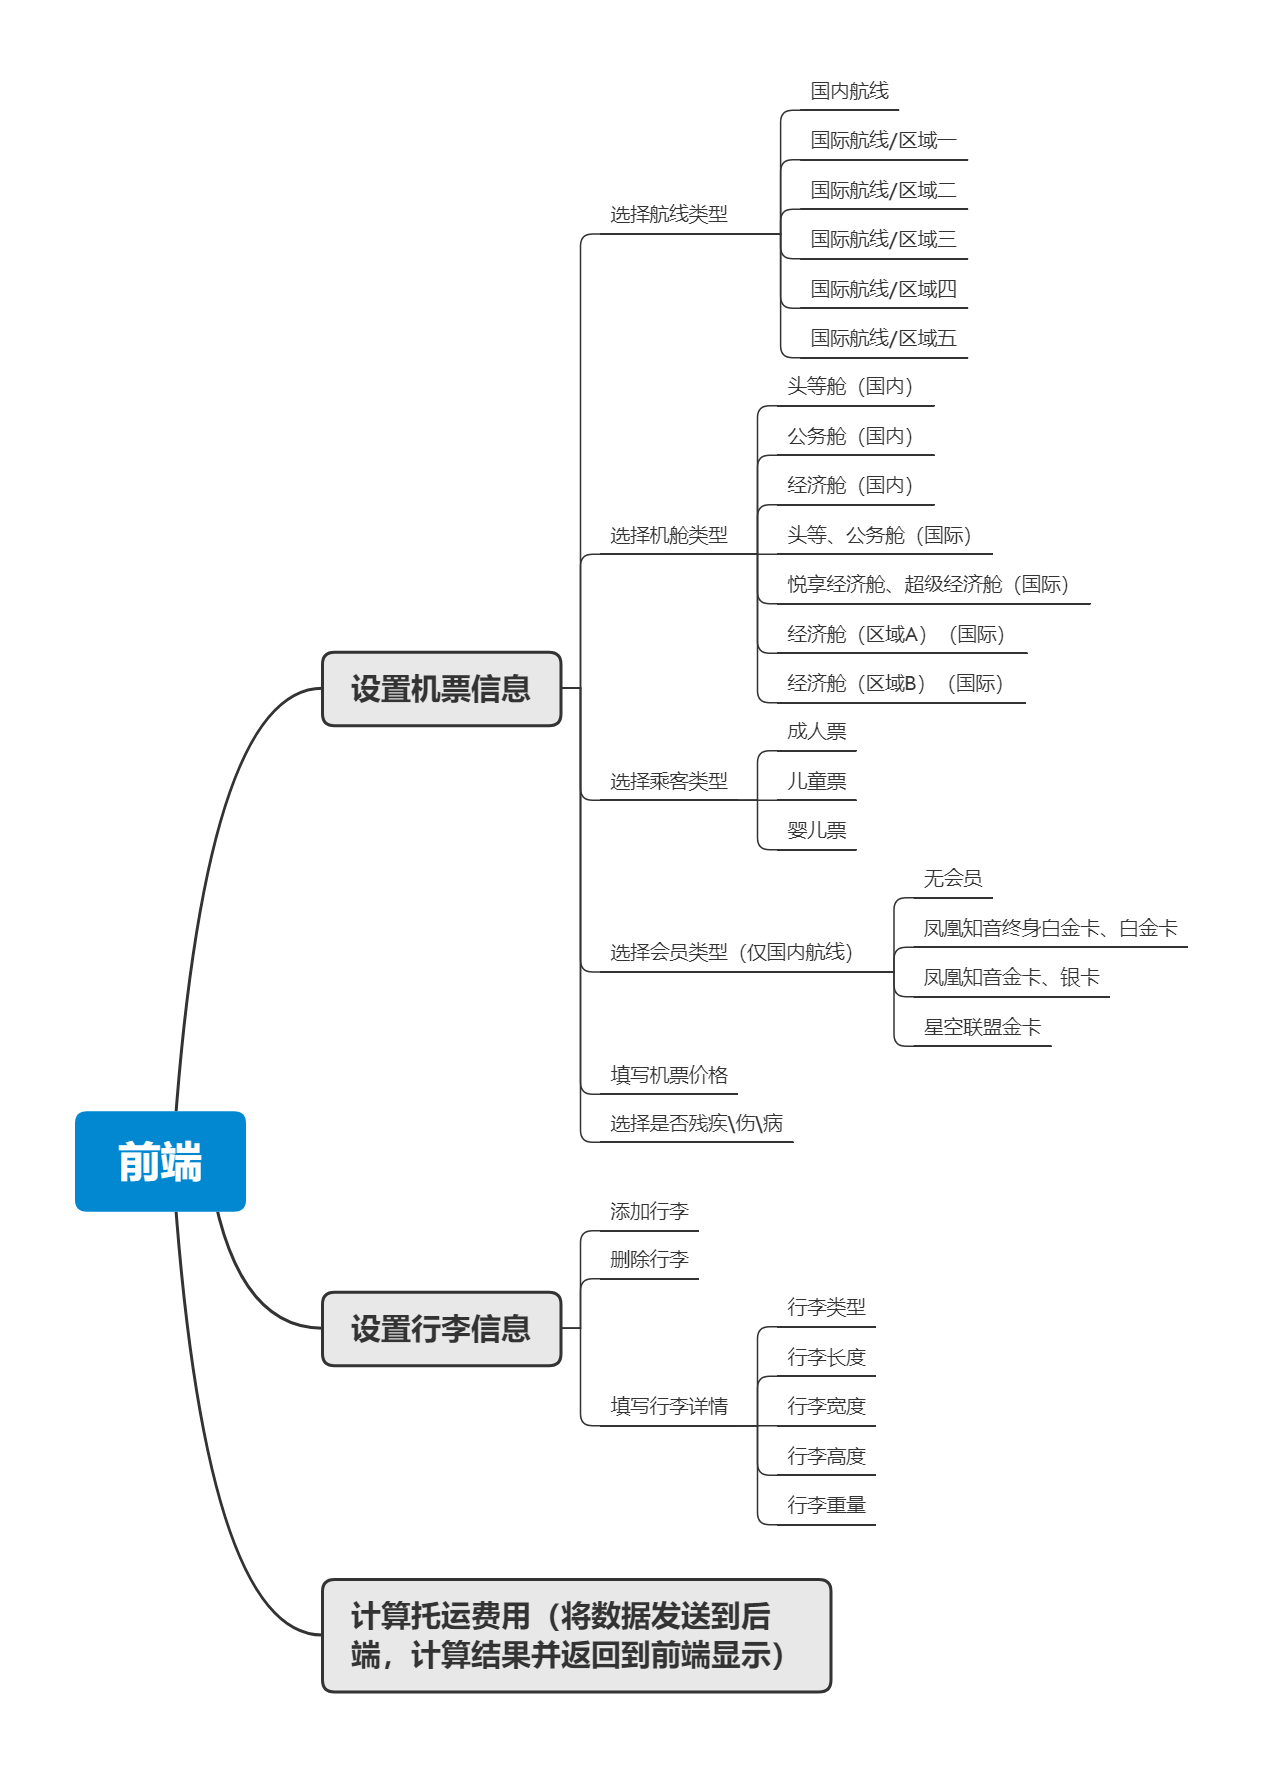 前端
设置机票信息
选择航线类型
国内航线
国际航线/区域一
国际航线/区域二
国际航线/区域三
国际航线/区域四
国际航线/区域五
选择机舱类型
头等舱（国内）
公务舱（国内）
经济舱（国内）
头等、公务舱（国际）
悦享经济舱、超级经济舱（国际）
经济舱（区域A）（国际）
经济舱（区域B）（国际）
选择乘客类型
成人票
儿童票
婴儿票
选择会员类型（仅国内航线）
无会员
凤凰知音终身白金卡、白金卡
凤凰知音金卡、银卡
星空联盟金卡
填写机票价格
选择是否残疾\伤\病
设置行李信息
添加行李
删除行李
填写行李详情
行李类型
行李长度
行李宽度
行李高度
行李重量
计算托运费用（将数据发送到后
端，计算结果并返回到前端显示）